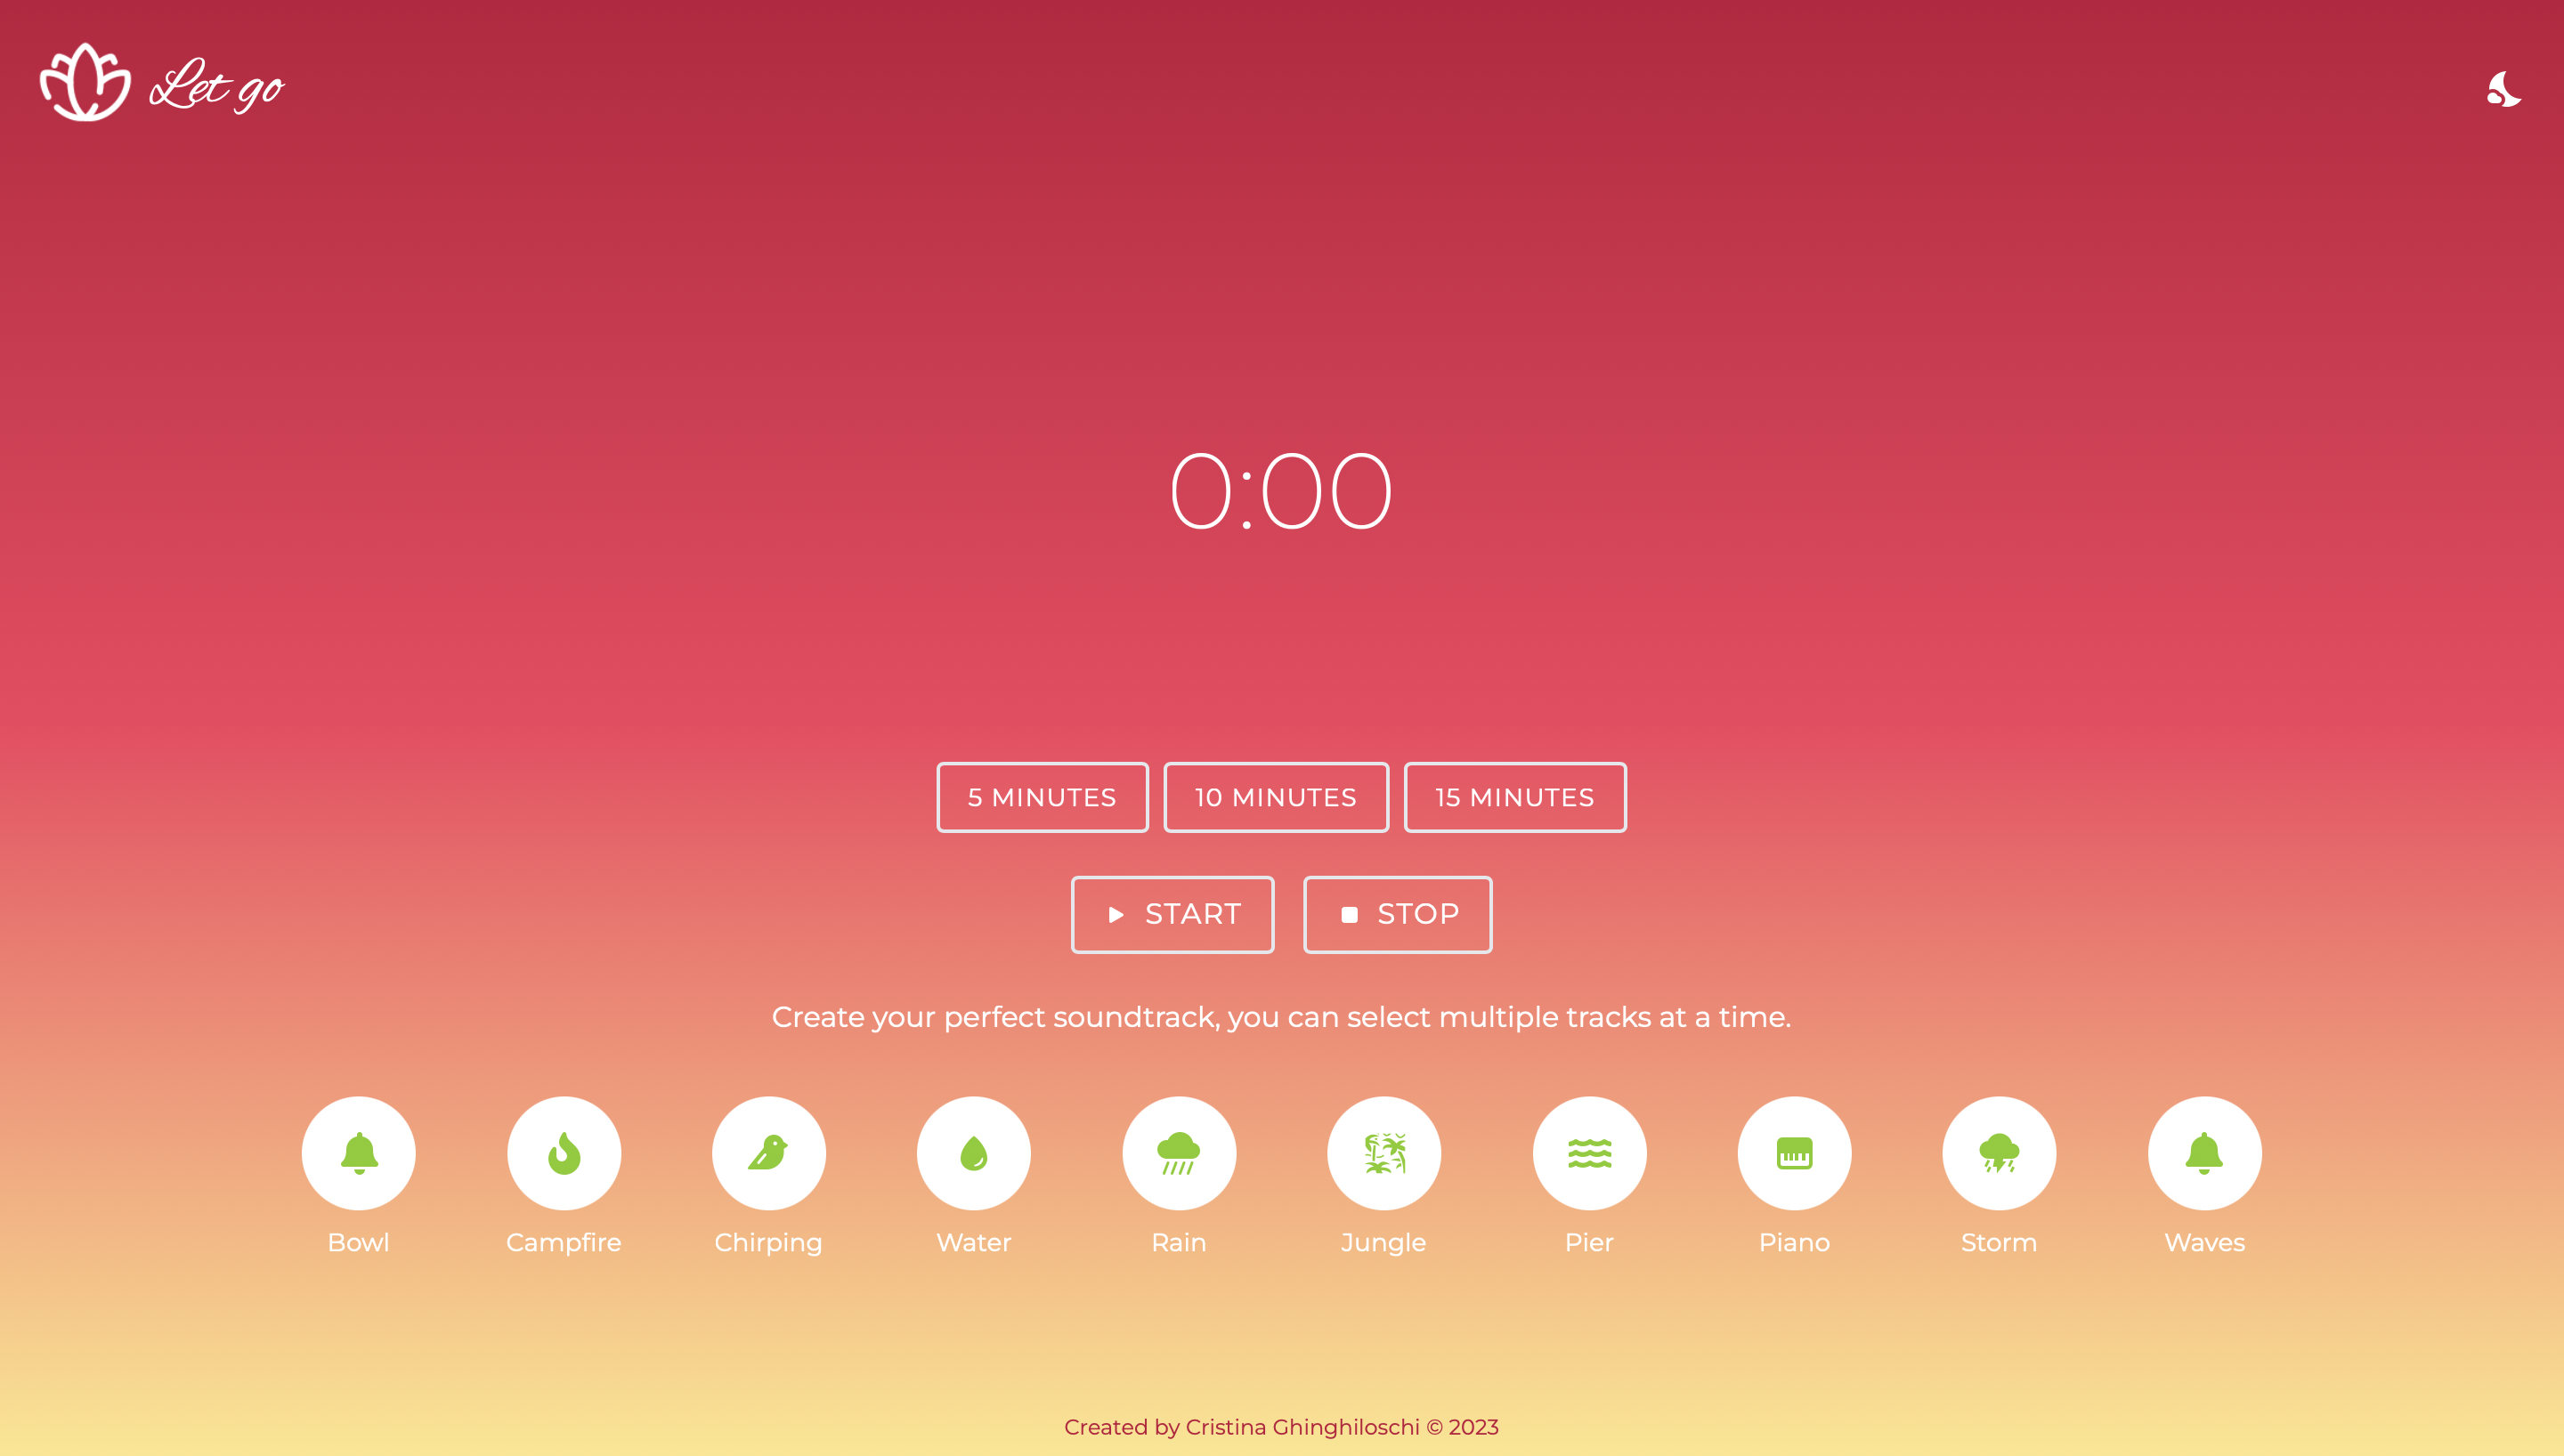 Let go
0:00
5 MINUTES 10 MINUTES 15 MINUTES
START STOP
Create your perfect soundtrack, you can select multiple tracks at a time.
Bowl Campfire Chirping Water Rain Jungle Pier Piano Storm Waves
Created by Cristina Ghinghiloschi © 2023